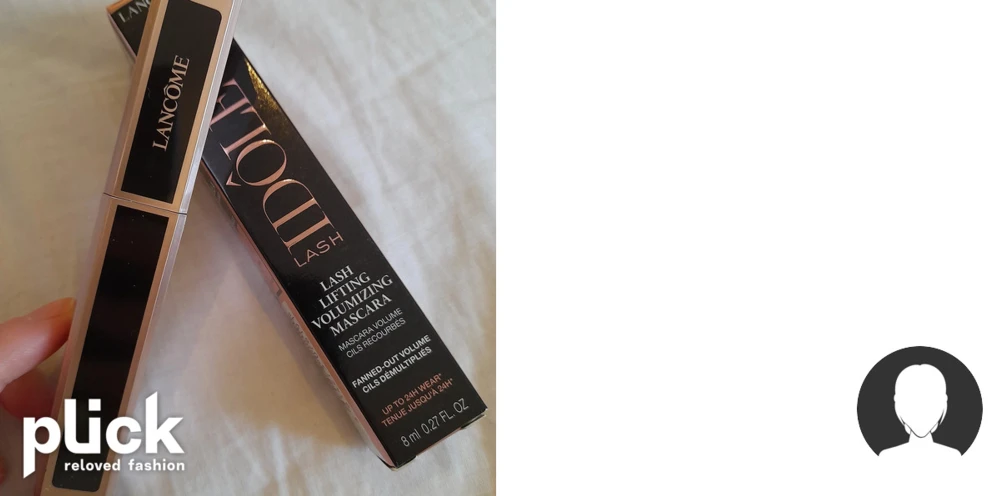 LANCÔME
LANC
IDÔLE
LASH
LASH
LIFTING
VOLUMIZING
MASCARA
MASCARA VOLUME
CILS RECOURBÉS
FANNED-OUT VOLUME
CILS DÉMULTIPLIÉS
UP TO 24H WEAR*
TENUE JUSQU'À 24H*
8 ml 0.27 FL. OZ
plick
reloved fashion